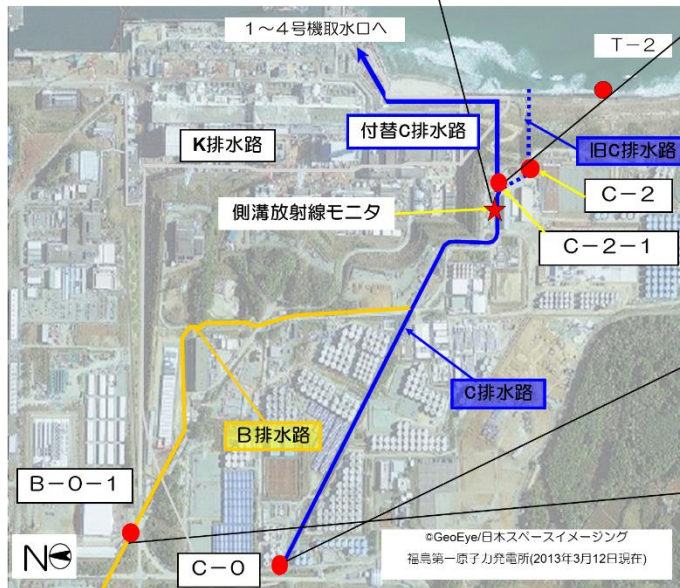 1～4号機取水口へ
T-2
付替C排水路
K排水路
旧C排水路
C-2
側溝放射線モニタ
C-2-1
C排水路
B排水路
B-0-1
C-0
N
©GeoEye/日本スペースイメージング
福島第一原子力発電所(2013年3月12日現在)